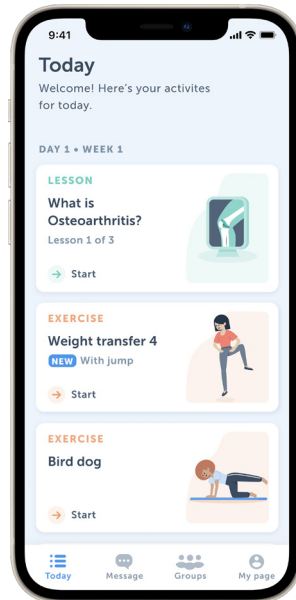 9:41
Today
Welcome! Here's your activites
for today.
DAY 1 • WEEK 1
LESSON
What is
Osteoarthritis?
Lesson 1 of 3
Start
EXERCISE
Weight transfer 4
NEW With jump
Start
EXERCISE
Bird dog
Start
Today Message Groups My page